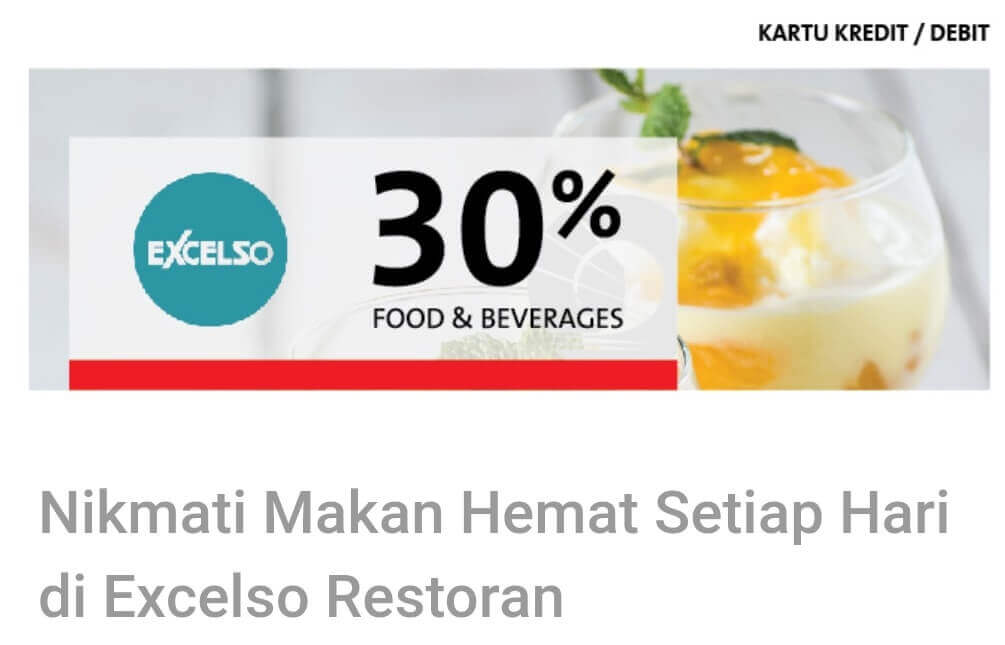 KARTU KREDIT / DEBIT
EXCELSO
30%
FOOD & BEVERAGES
Nikmati Makan Hemat Setiap Hari
di Excelso Restoran